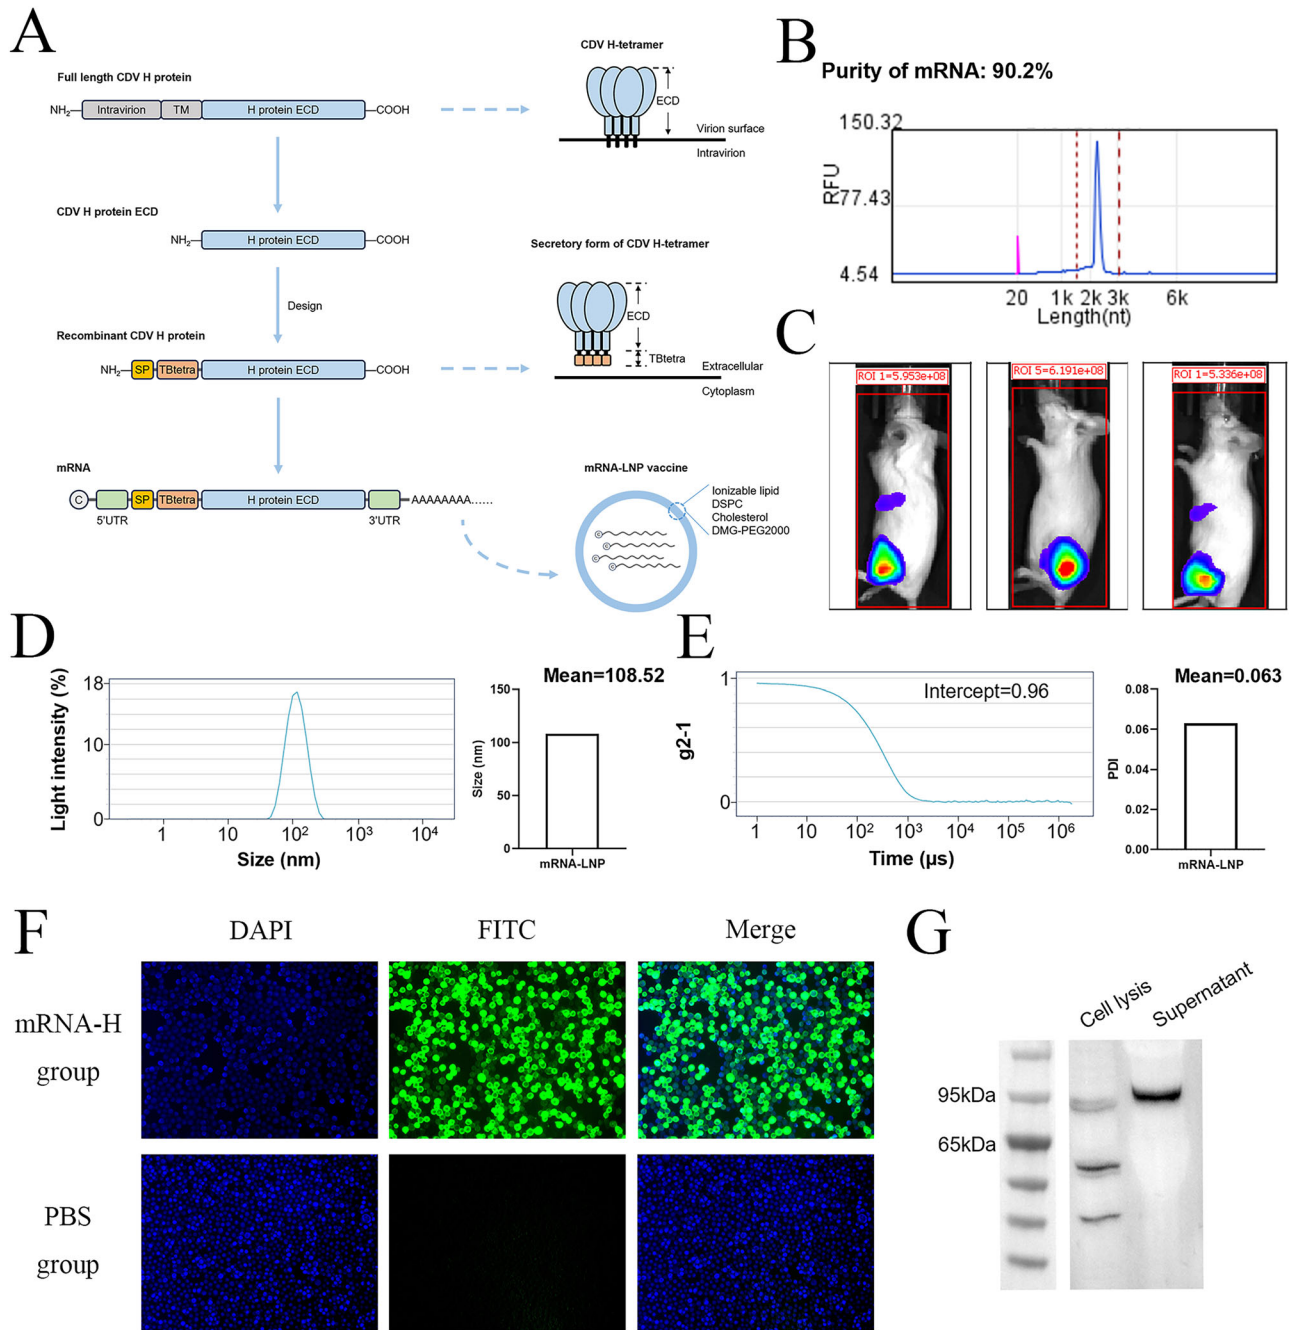 A
Full length CDV H protein
NH2
Intravirion
TM
H protein ECD
COOH
CDV H-tetramer
ECD
Virion surface
Intravirion
CDV H protein ECD
NH2
H protein ECD
COOH
Design
Secretory form of CDV H-tetramer
ECD
TBtetra
Extracellular
Cytoplasm
Recombinant CDV H protein
NH2
SP
TBtetra
H protein ECD
COOH
mRNA
C
SP
TBtetra
H protein ECD
AAAAAAAA......
5'UTR
3'UTR
mRNA-LNP vaccine
Ionizable lipid
DSPC
Cholesterol
DMG-PEG2000
B
Purity of mRNA: 90.2%
150.32
77.43
4.54
RFU
20
1k
2k
3k
6k
Length(nt)
C
ROI 1=5.953e+08
ROI 5=6.191e+08
ROI 1=5.336e+08
D
Light intensity (%)
18
10
0
1
10
10²
10³
10⁴
Size (nm)
Mean=108.52
Size (nm)
150
100
50
0
mRNA-LNP
E
g2-1
1
0
Intercept=0.96
1
10
10²
10³
10⁴
10⁵
10⁶
Time (µs)
Mean=0.063
PDI
0.08
0.06
0.04
0.02
0.00
mRNA-LNP
F
DAPI
FITC
Merge
mRNA-H
group
PBS
group
G
Cell lysis
Supernatant
95kDa
65kDa